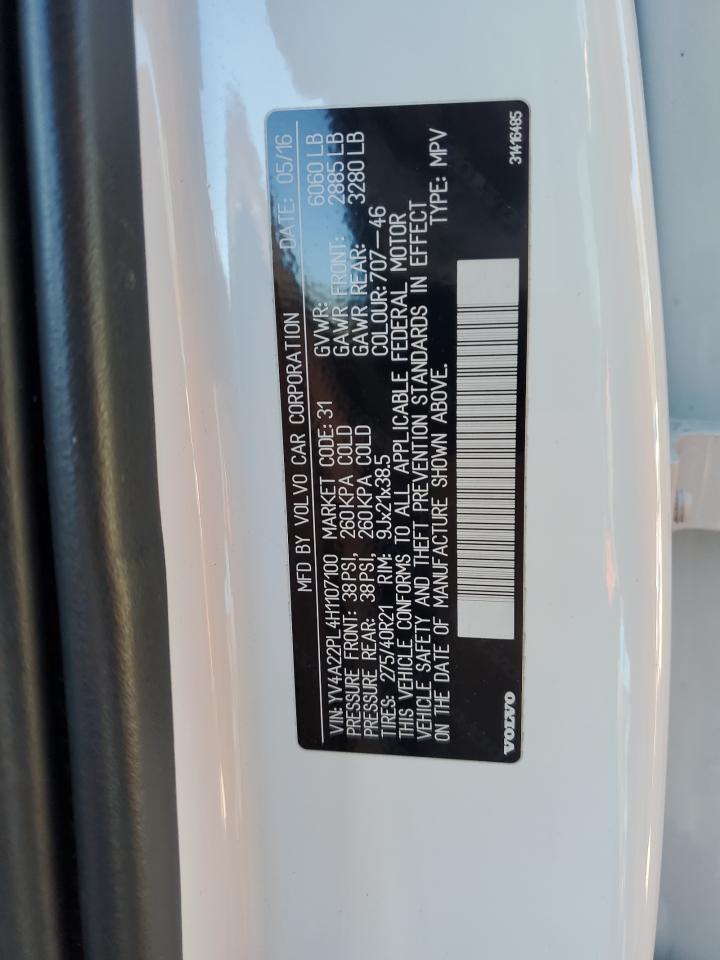 MFD BY VOLVO CAR CORPORATION DATE: 05/16
VIN: YV4A22PL4H1107100 MARKET CODE: 31 GVWR: 6060 LB
PRESSURE FRONT: 38PSI, 260KPA COLD GAWR FRONT: 2885 LB
PRESSURE REAR: 38PSI, 260KPA COLD GAWR REAR: 3280 LB
TIRES: 275/40R21 RIM: 9Jx21x38.5 COLOUR: 707-46
THIS VEHICLE CONFORMS TO ALL APPLICABLE FEDERAL MOTOR
VEHICLE SAFETY AND THEFT PREVENTION STANDARDS IN EFFECT
ON THE DATE OF MANUFACTURE SHOWN ABOVE. TYPE: MPV
VOLVO 31416485